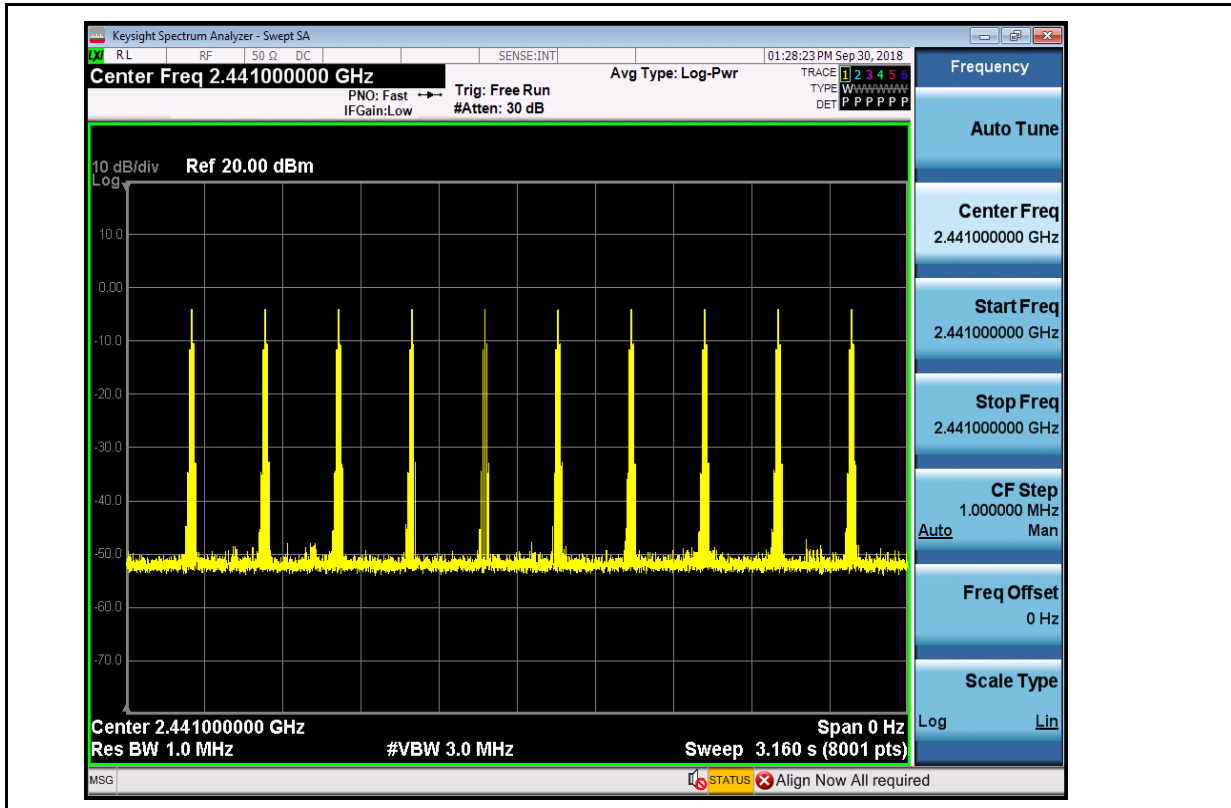 Keysight Spectrum Analyzer - Swept SA
LXI RL RF 50 Ω DC SENSE:INT 01:28:23 PM Sep 30, 2018
Center Freq 2.441000000 GHz
PNO: Fast
IFGain:Low
Trig: Free Run
#Atten: 30 dB
Avg Type: Log-Pwr
TRACE 1 2 3 4 5 6
TYPE WWWWWW
DET P P P P P P
10 dB/div Ref 20.00 dBm
Log
10.0
0.00
-10.0
-20.0
-30.0
-40.0
-50.0
-60.0
-70.0
Center 2.441000000 GHz Span 0 Hz
Res BW 1.0 MHz #VBW 3.0 MHz Sweep 3.160 s (8001 pts)
MSG STATUS Align Now All required
Frequency
Auto Tune
Center Freq
2.441000000 GHz
Start Freq
2.441000000 GHz
Stop Freq
2.441000000 GHz
CF Step
1.000000 MHz
Auto Man
Freq Offset
0 Hz
Scale Type
Log Lin